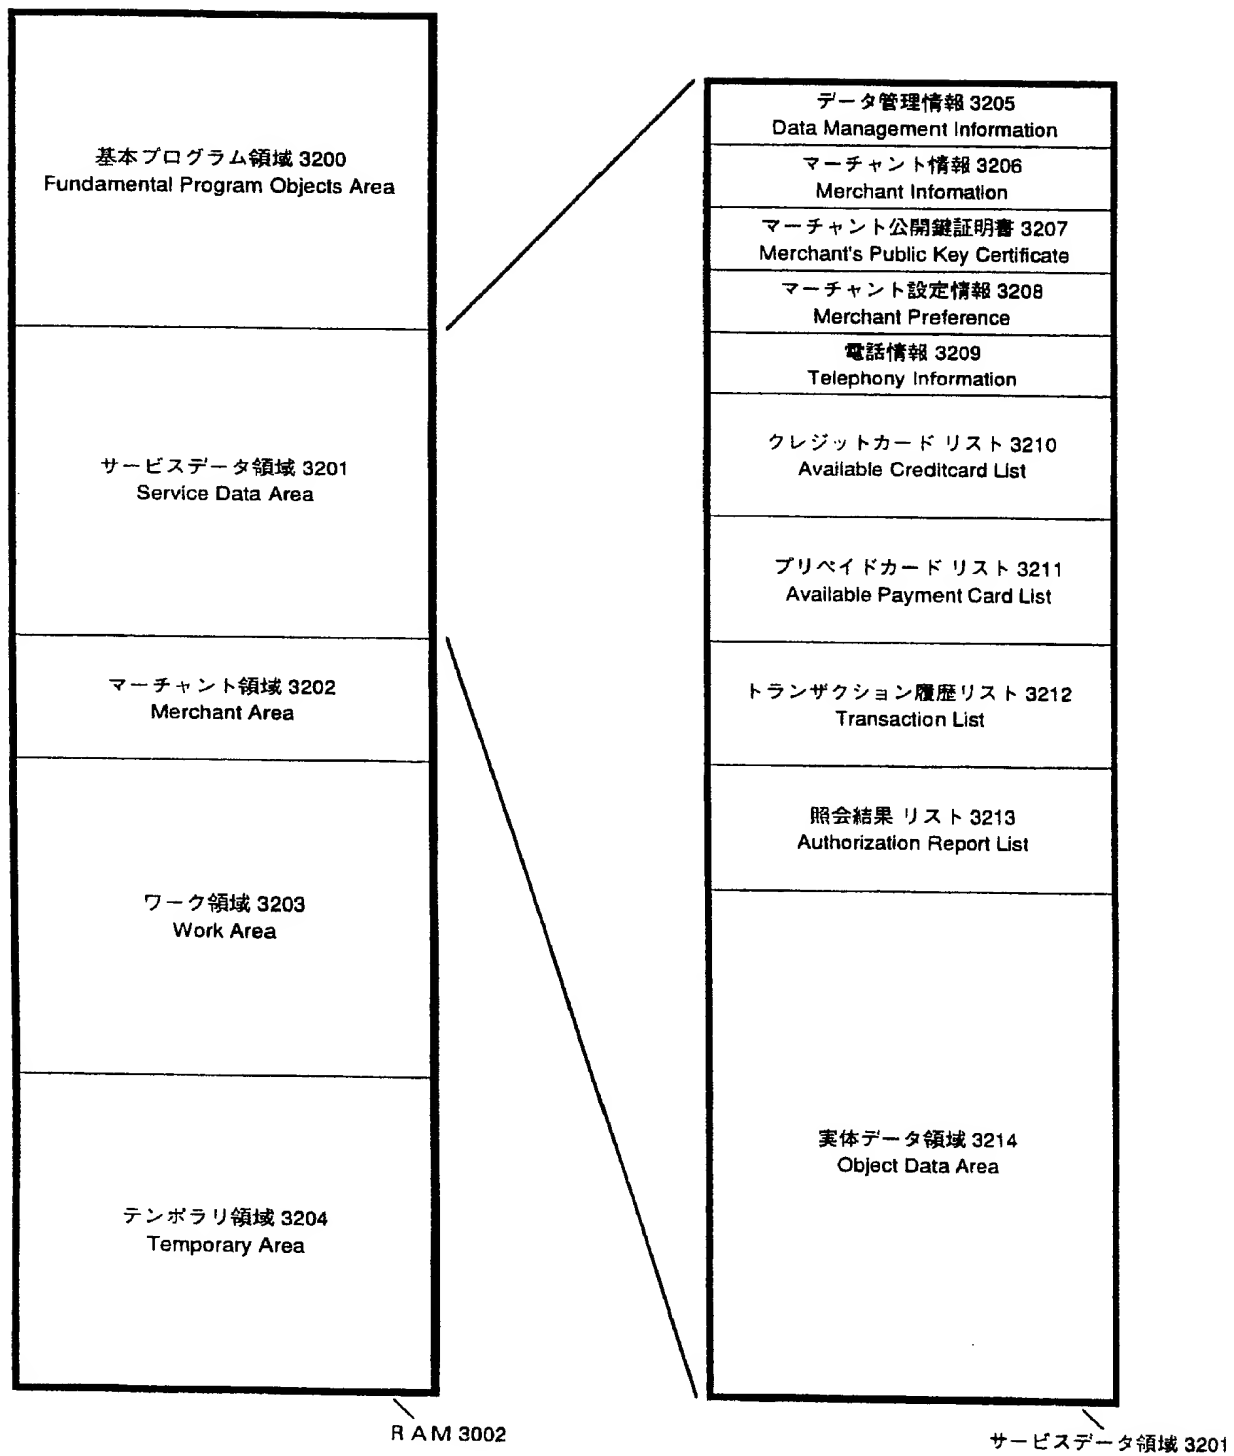 基本プログラム領域 3200
Fundamental Program Objects Area
サービスデータ領域 3201
Service Data Area
マーチャント領域 3202
Merchant Area
ワーク領域 3203
Work Area
テンポラリ領域 3204
Temporary Area
RAM 3002
データ管理情報 3205
Data Management Information
マーチャント情報 3206
Merchant Infomation
マーチャント公開鍵証明書 3207
Merchant's Public Key Certificate
マーチャント設定情報 3208
Merchant Preference
電話情報 3209
Telephony Information
クレジットカード リスト 3210
Available Creditcard List
プリペイドカード リスト 3211
Available Payment Card List
トランザクション履歴リスト 3212
Transaction List
照会結果 リスト 3213
Authorization Report List
実体データ領域 3214
Object Data Area
サービスデータ領域 3201